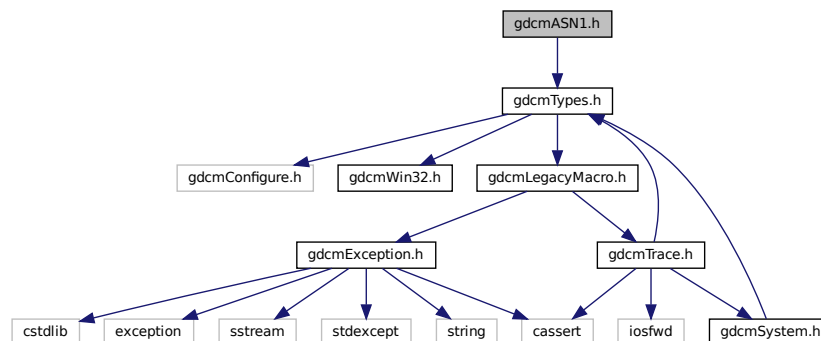 gdcmASN1.h
gdcmTypes.h
gdcmConfigure.h
gdcmWin32.h
gdcmLegacyMacro.h
gdcmException.h
gdcmTrace.h
cstdlib
exception
sstream
stdexcept
string
cassert
iosfwd
gdcmSystem.h